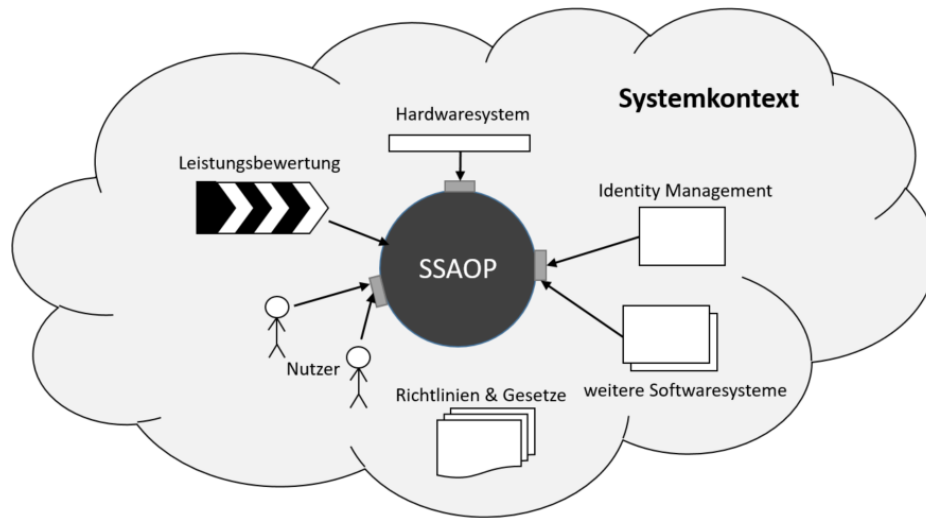 Systemkontext
Hardwaresystem
Leistungsbewertung
Identity Management
SSAOP
Nutzer
Richtlinien & Gesetze
weitere Softwaresysteme